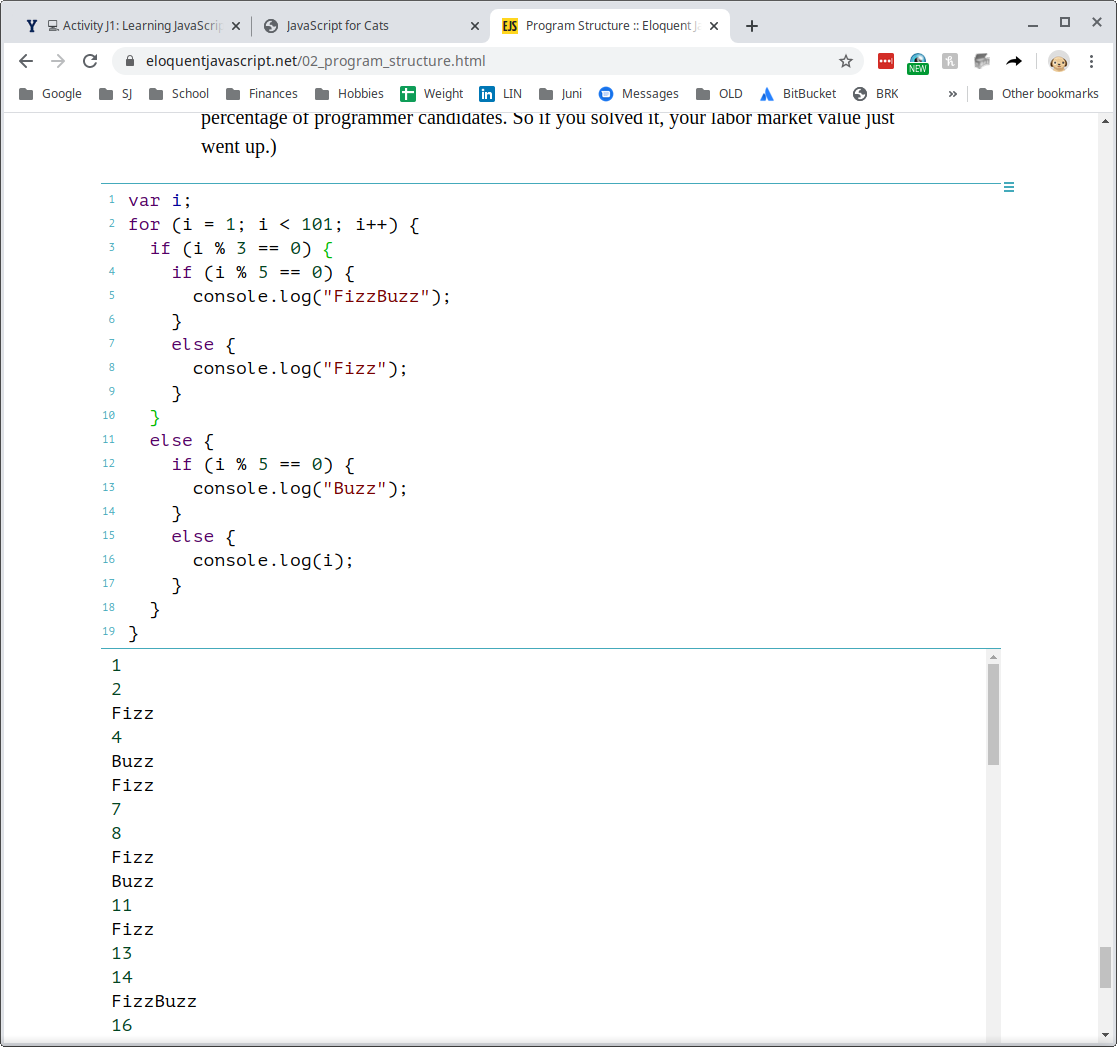 Y Activity J1: Learning JavaScrip
JavaScript for Cats
EJS Program Structure :: Eloquent J
eloquentjavascript.net/02_program_structure.html
NEW
Google SJ School Finances Hobbies Weight in LIN Juni Messages OLD BitBucket BRK » Other bookmarks
percentage of programmer candidates. So if you solved it, your labor market value just
went up.)
1 var i;
2 for (i = 1; i < 101; i++) {
3   if (i % 3 == 0) {
4     if (i % 5 == 0) {
5       console.log("FizzBuzz");
6     }
7     else {
8       console.log("Fizz");
9     }
10   }
11   else {
12     if (i % 5 == 0) {
13       console.log("Buzz");
14     }
15     else {
16       console.log(i);
17     }
18   }
19 }
1
2
Fizz
4
Buzz
Fizz
7
8
Fizz
Buzz
11
Fizz
13
14
FizzBuzz
16